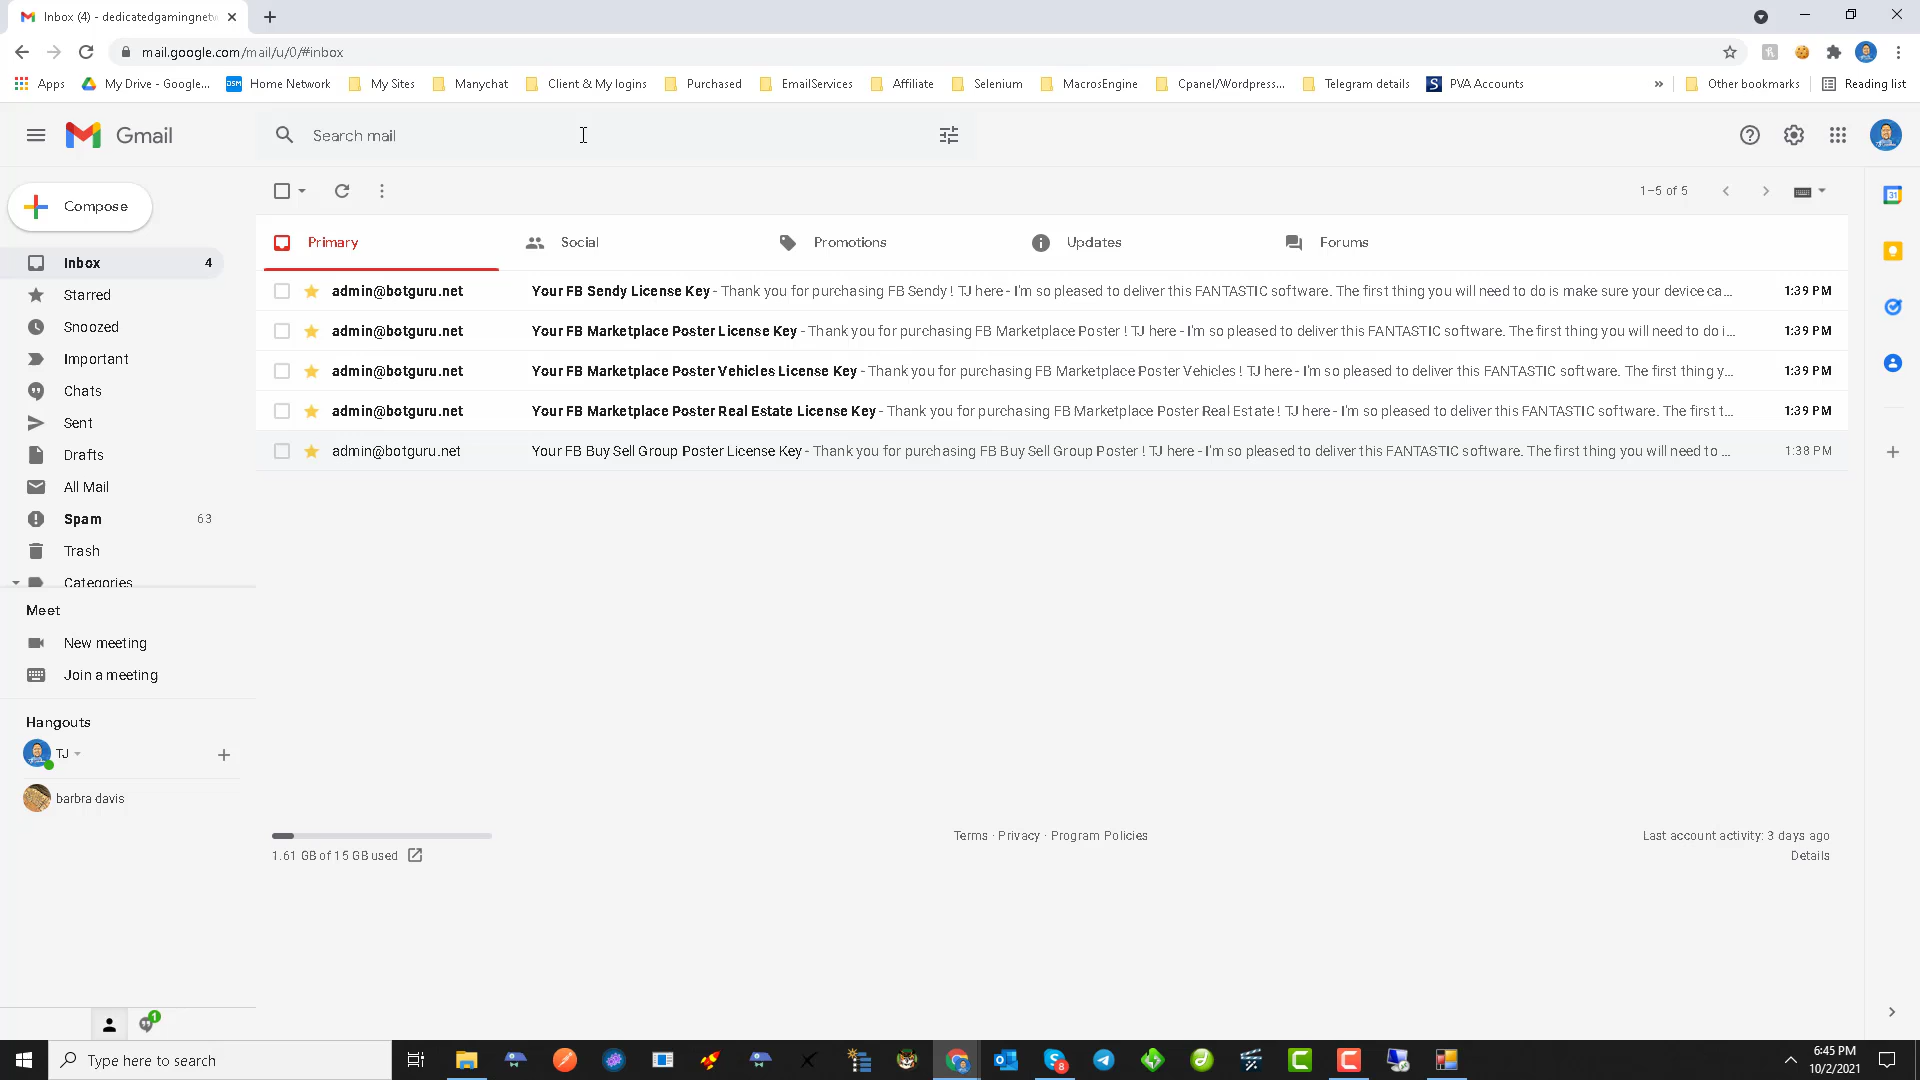 Inbox (4) - dedicatedgamingnetw
mail.google.com/mail/u/0/#inbox
Apps My Drive - Google... Home Network My Sites Manychat Client & My logins Purchased EmailServices Affiliate Selenium MacrosEngine Cpanel/Wordpress... Telegram details PVA Accounts » Other bookmarks Reading list
Gmail
Search mail
Compose
1–5 of 5
Primary Social Promotions Updates Forums
Inbox 4
Starred
Snoozed
Important
Chats
Sent
Drafts
All Mail
Spam 63
Trash
Categories
admin@botguru.net Your FB Sendy License Key - Thank you for purchasing FB Sendy ! TJ here - I'm so pleased to deliver this FANTASTIC software. The first thing you will need to do is make sure your device ca... 1:39 PM
admin@botguru.net Your FB Marketplace Poster License Key - Thank you for purchasing FB Marketplace Poster ! TJ here - I'm so pleased to deliver this FANTASTIC software. The first thing you will need to do i... 1:39 PM
admin@botguru.net Your FB Marketplace Poster Vehicles License Key - Thank you for purchasing FB Marketplace Poster Vehicles ! TJ here - I'm so pleased to deliver this FANTASTIC software. The first thing y... 1:39 PM
admin@botguru.net Your FB Marketplace Poster Real Estate License Key - Thank you for purchasing FB Marketplace Poster Real Estate ! TJ here - I'm so pleased to deliver this FANTASTIC software. The first t... 1:39 PM
admin@botguru.net Your FB Buy Sell Group Poster License Key - Thank you for purchasing FB Buy Sell Group Poster ! TJ here - I'm so pleased to deliver this FANTASTIC software. The first thing you will need to ... 1:38 PM
Meet
New meeting
Join a meeting
Hangouts
TJ
barbra davis
1.61 GB of 15 GB used
Terms · Privacy · Program Policies
Last account activity: 3 days ago
Details
31
1
Type here to search
8
6:45 PM
10/2/2021